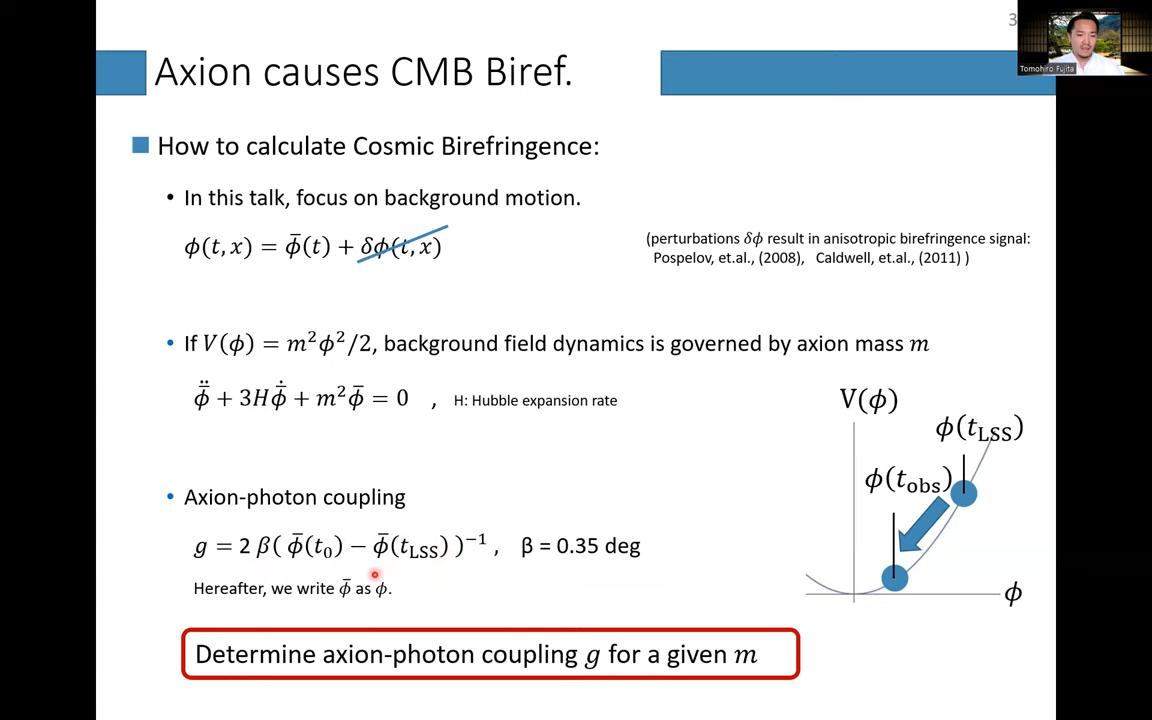 3
Tomohiro Fujita
Axion causes CMB Biref.
How to calculate Cosmic Birefringence:
• In this talk, focus on background motion.
ϕ(t, x) = ϕ̄(t) + δϕ(t, x)
(perturbations δϕ result in anisotropic birefringence signal:
Pospelov, et.al., (2008), Caldwell, et.al., (2011) )
• If V(ϕ) = m²ϕ²/2, background field dynamics is governed by axion mass m
ϕ̄̈ + 3Hϕ̄̇ + m²ϕ̄ = 0 , H: Hubble expansion rate
V(ϕ)
ϕ(t_LSS)
ϕ(t_obs)
ϕ
• Axion-photon coupling
g = 2 β( ϕ̄(t₀) − ϕ̄(t_LSS) )⁻¹ , β = 0.35 deg
Hereafter, we write ϕ̄ as ϕ.
Determine axion-photon coupling g for a given m